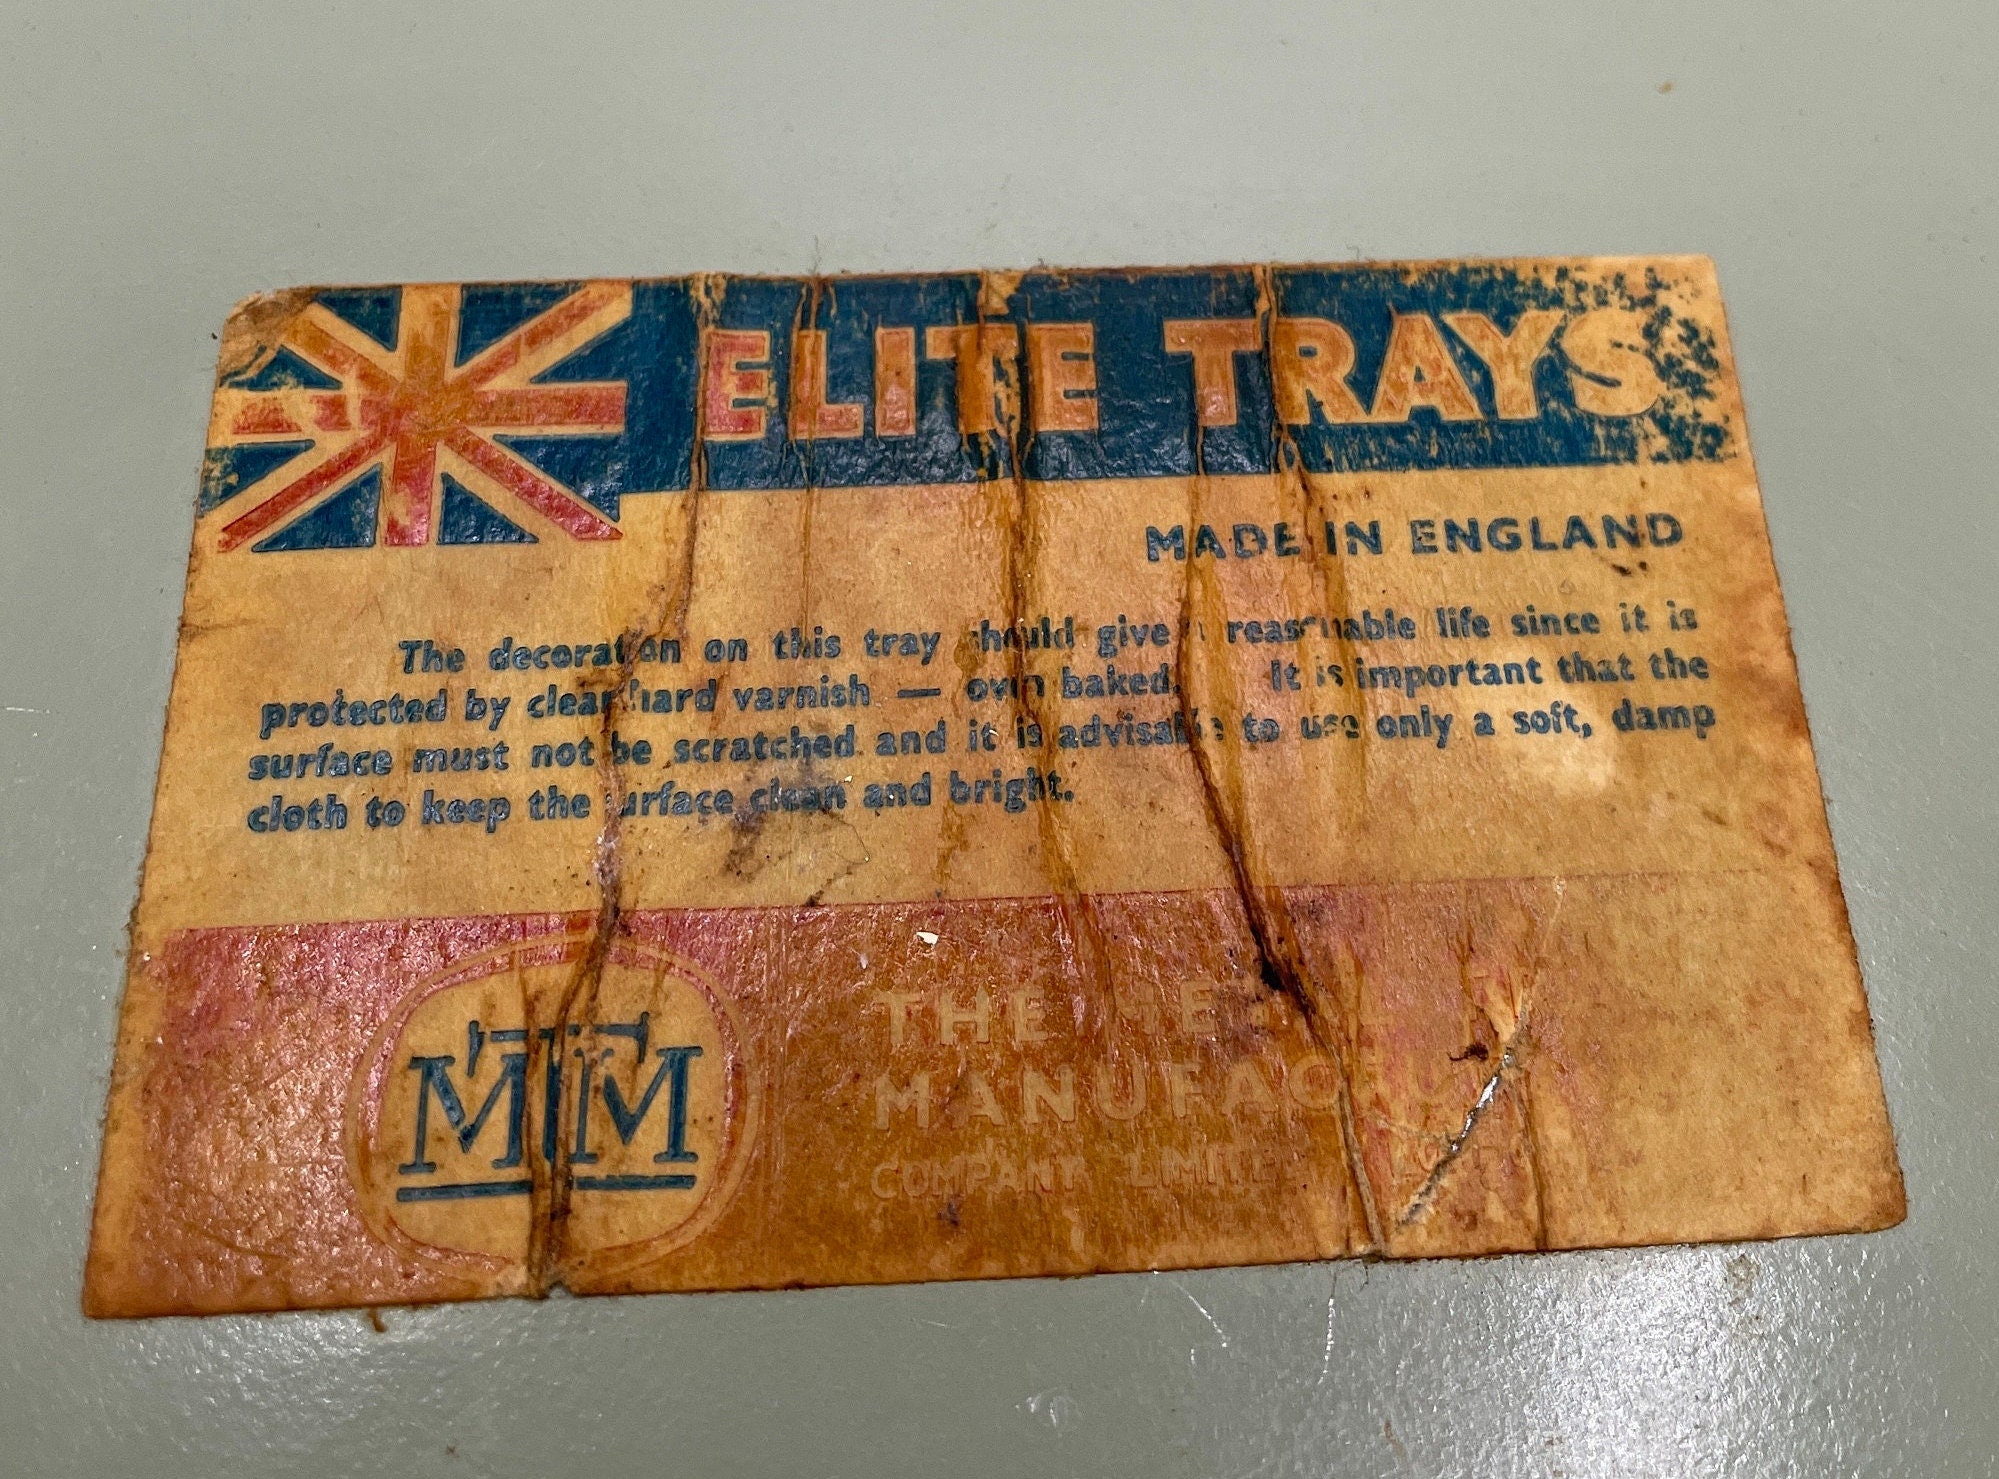 ELITE TRAYS
MADE IN ENGLAND
The decoration on this tray should give reasonable life since it is
protected by clear hard varnish — oven baked. It is important that the
surface must not be scratched and it is advisable to use only a soft, damp
cloth to keep the surface clean and bright.
THE
MTM
COMPANY LIMITED